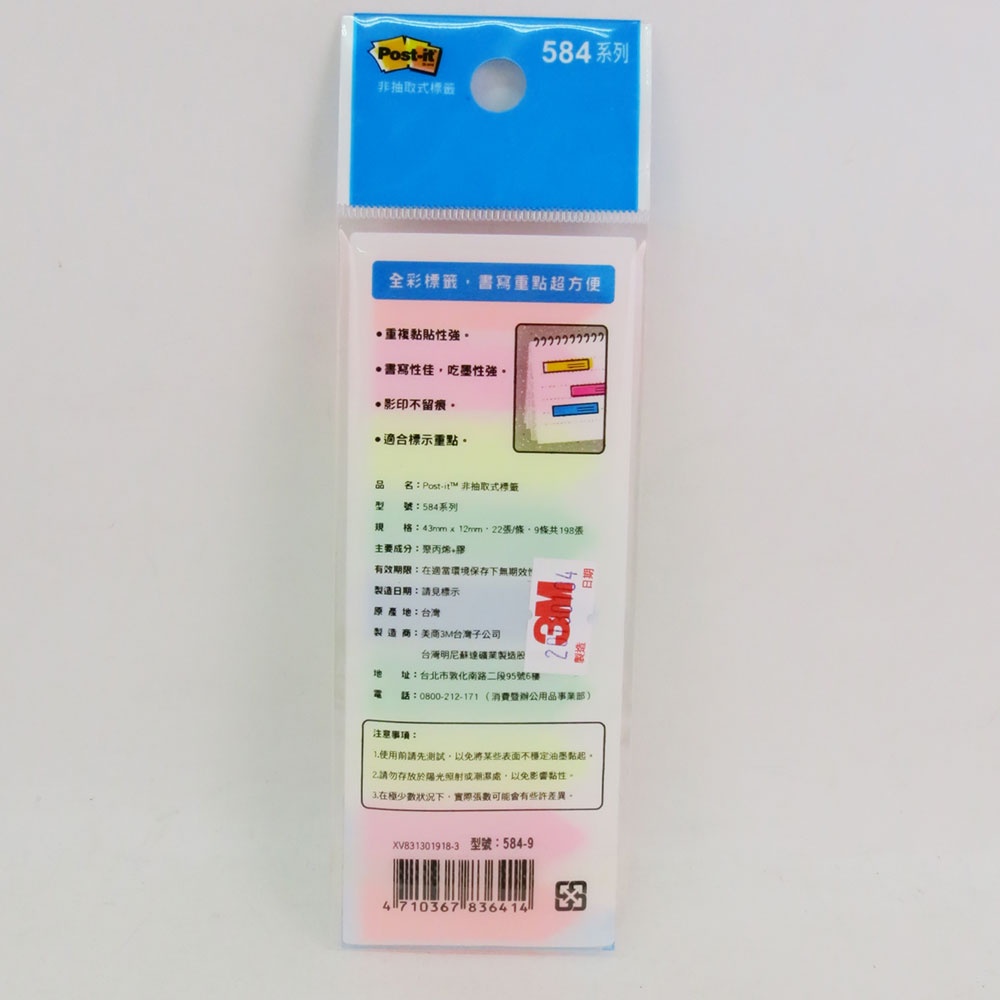 Post-it
非抽取式標籤
584系列
全彩標籤，書寫重點超方便
•重複黏貼性強。
•書寫性佳，吃墨性強。
•影印不留痕。
•適合標示重點。
品　名：Post-it™ 非抽取式標籤
型　號：584系列
規　格：43mm x 12mm，22張/條，9條共198張
主要成分：聚丙烯+膠
有效期限：在適當環境保存下無期效
製造日期：請見標示
原產地：台灣
製造商：美商3M台灣子公司
台灣明尼蘇達礦業製造股
地　址：台北市敦化南路二段95號6樓
電　話：0800-212-171（消費暨辦公用品事業部）
3M
製造日期
注意事項：
1.使用前請先測試，以免將某些表面不穩定油墨黏起。
2.請勿存放於陽光照射或潮濕處，以免影響黏性。
3.在極少數狀況下，實際張數可能會有些許差異。
XV831301918-3 型號：584-9
4 710367 836414